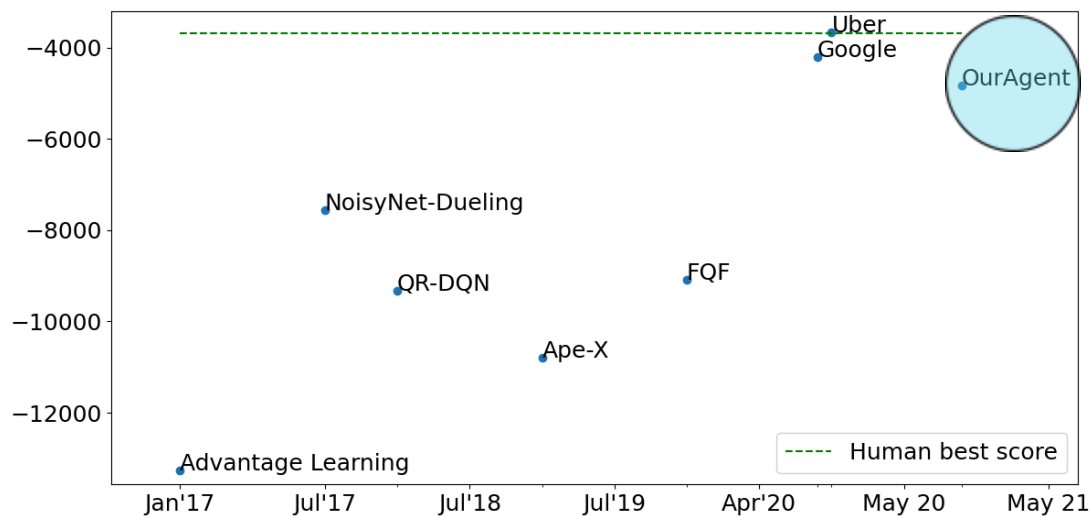 −4000
−6000
−8000
−10000
−12000
Uber
Google
OurAgent
NoisyNet-Dueling
QR-DQN
FQF
Ape-X
Advantage Learning
Human best score
Jan'17
Jul'17
Jul'18
Jul'19
Apr'20
May 20
May 21